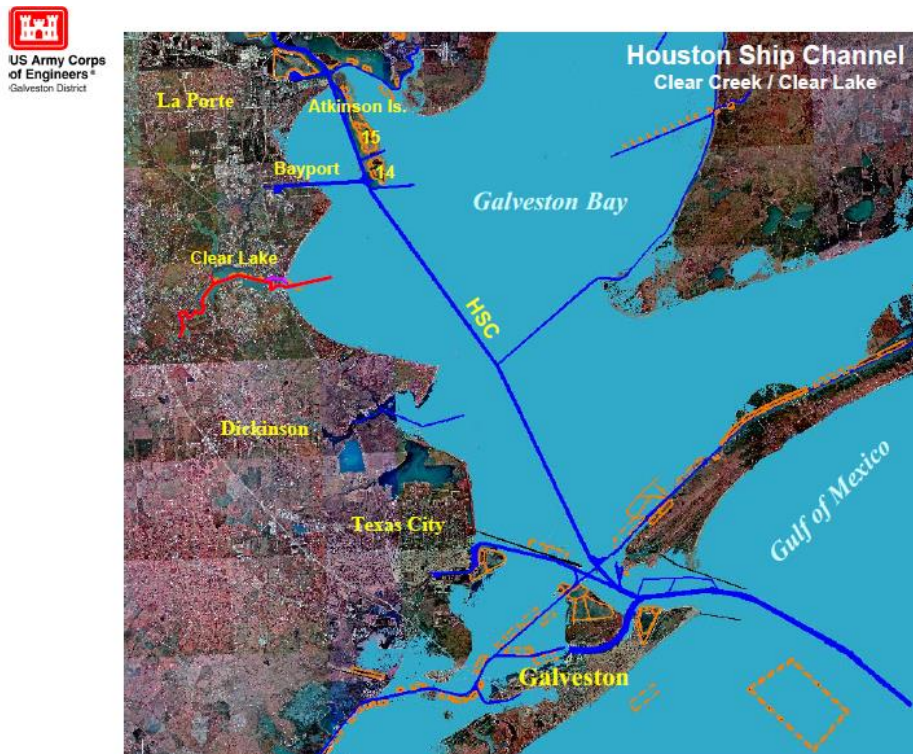 US Army Corps
of Engineers®
Galveston District
Houston Ship Channel
Clear Creek / Clear Lake
La Porte
Atkinson Is.
15
Bayport
14
Galveston Bay
Clear Lake
HSC
Dickinson
Gulf of Mexico
Texas City
Galveston